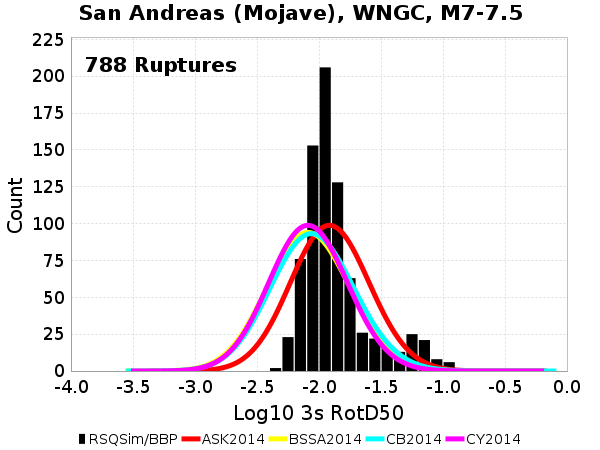 San Andreas (Mojave), WNGC, M7-7.5
788 Ruptures
Count
225
200
175
150
125
100
75
50
25
0
-4.0 -3.5 -3.0 -2.5 -2.0 -1.5 -1.0 -0.5 0.0
Log10 3s RotD50
RSQSim/BBP ASK2014 BSSA2014 CB2014 CY2014